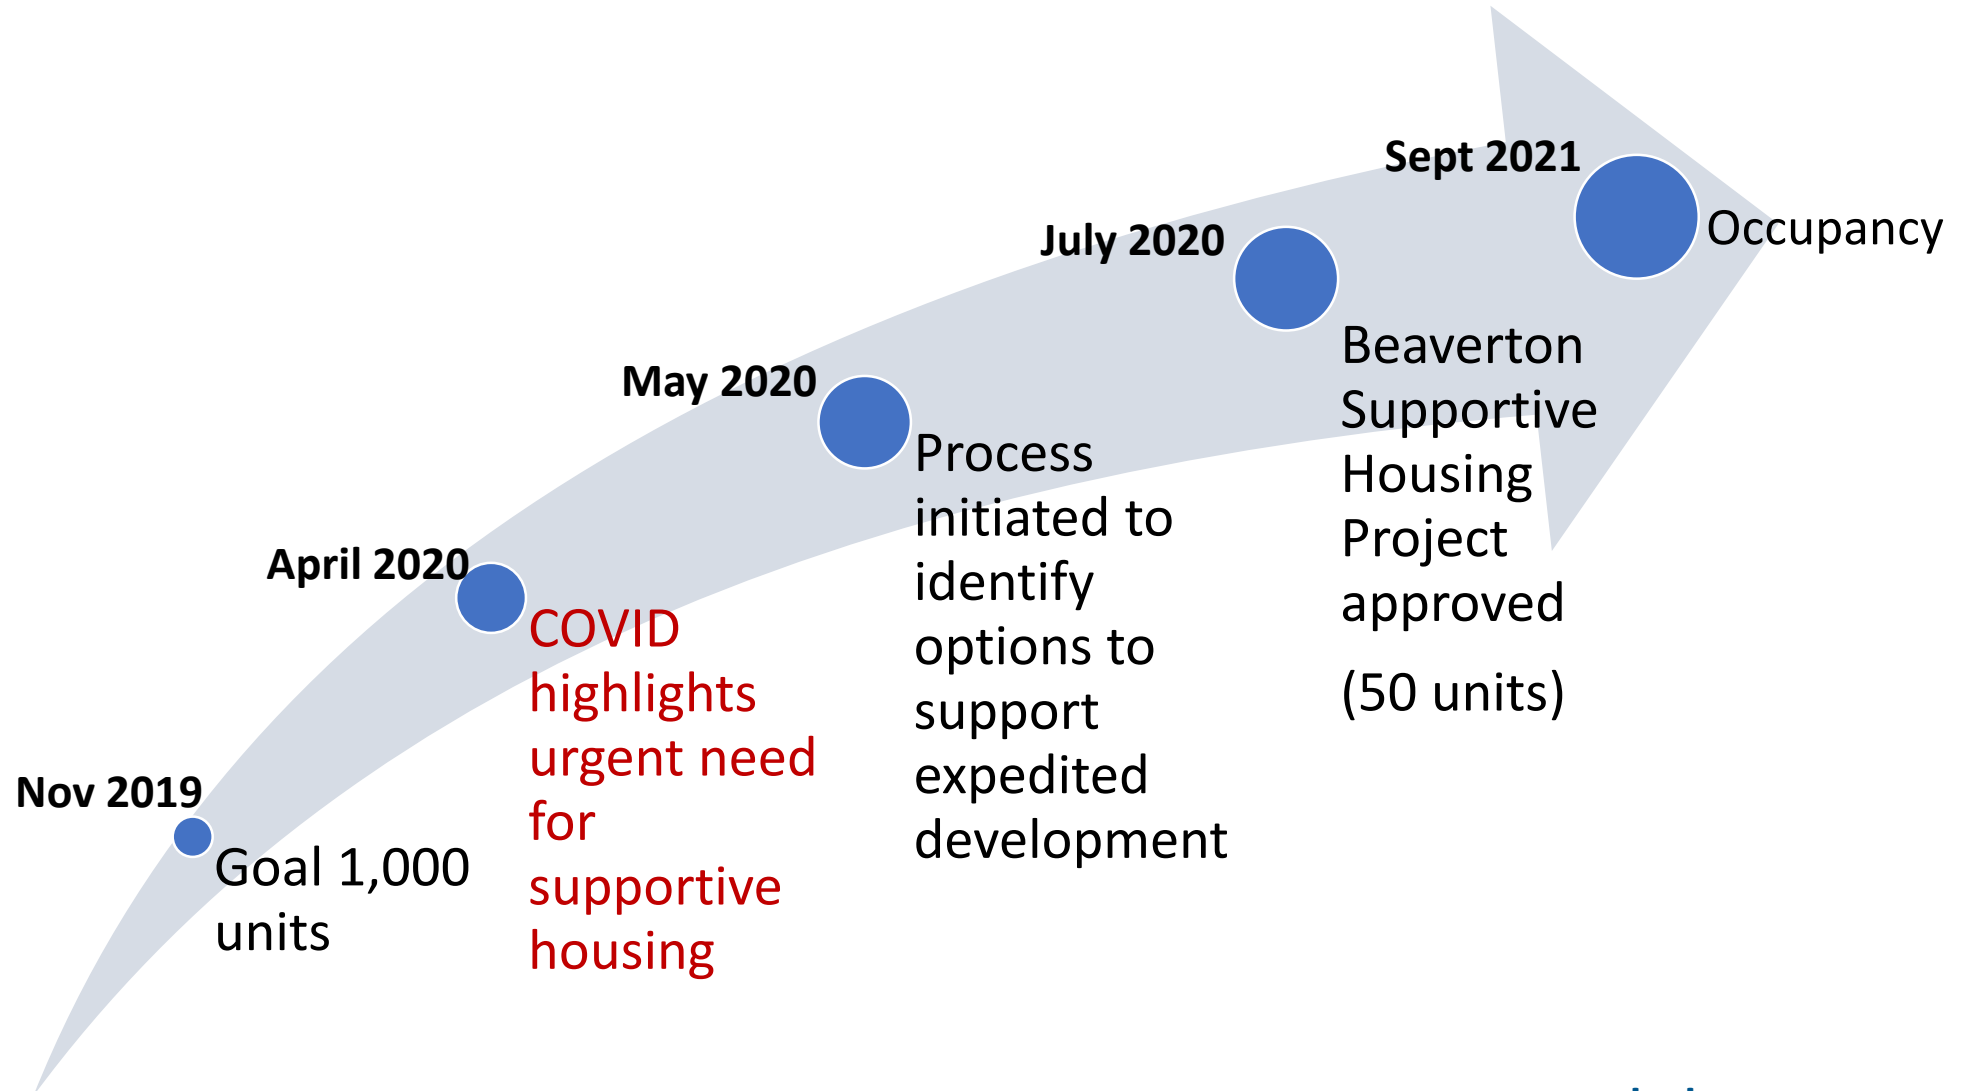 Nov 2019
Goal 1,000
units
April 2020
COVID
highlights
urgent need
for
supportive
housing
May 2020
Process
initiated to
identify
options to
support
expedited
development
July 2020
Beaverton
Supportive
Housing
Project
approved
(50 units)
Sept 2021
Occupancy